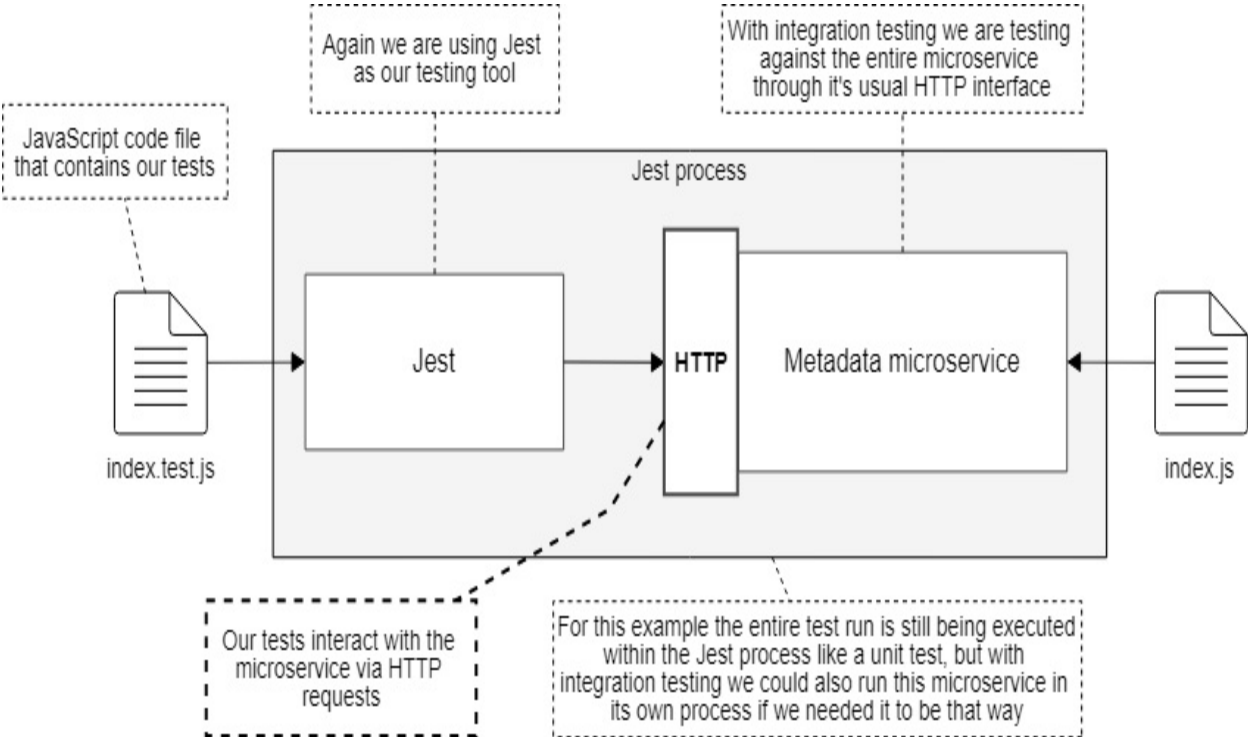 Again we are using Jest
as our testing tool
With integration testing we are testing
against the entire microservice
through it's usual HTTP interface
JavaScript code file
that contains our tests
Jest process
Jest
HTTP
Metadata microservice
index.test.js
index.js
Our tests interact with the
microservice via HTTP
requests
For this example the entire test run is still being executed
within the Jest process like a unit test, but with
integration testing we could also run this microservice in
its own process if we needed it to be that way